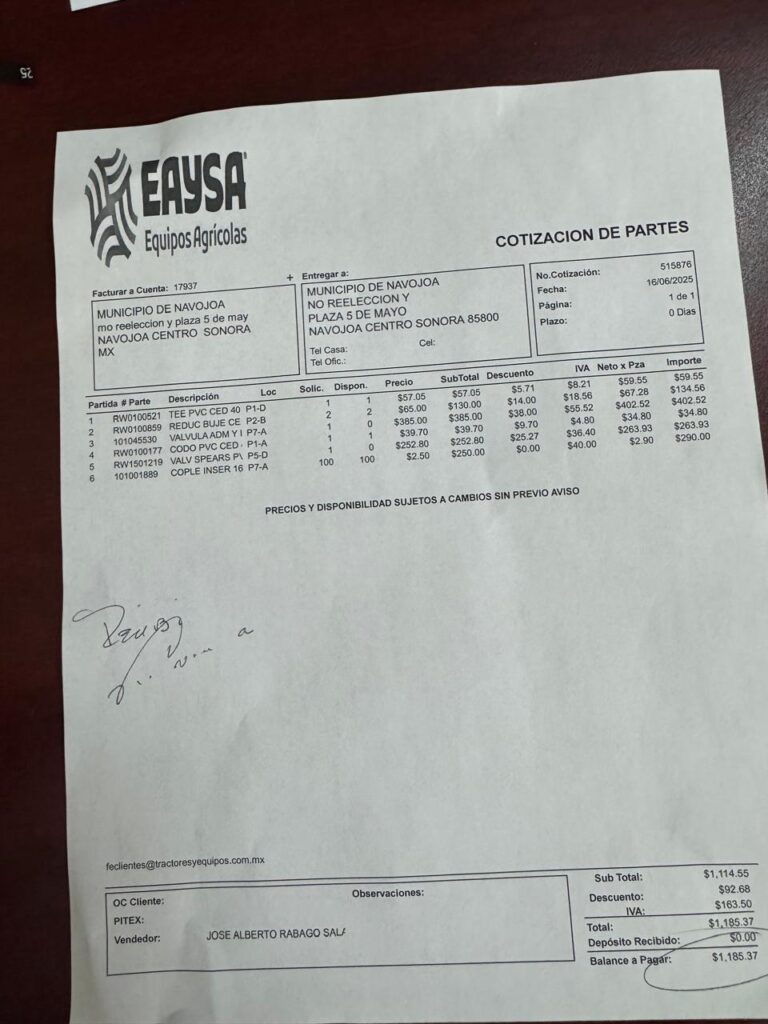 25
EAYSA
Equipos Agrícolas
COTIZACION DE PARTES
Facturar a Cuenta: 17937
MUNICIPIO DE NAVOJOA
mo reeleccion y plaza 5 de may
NAVOJOA CENTRO SONORA
MX
+ Entregar a:
MUNICIPIO DE NAVOJOA
NO REELECCION Y
PLAZA 5 DE MAYO
NAVOJOA CENTRO SONORA 85800
Tel Casa: Cel:
Tel Ofic.:
No.Cotización: 515876
Fecha: 16/06/2025
Página: 1 de 1
Plazo: 0 Dias
Partida # Parte Descripción Loc Solic. Dispon. Precio SubTotal Descuento IVA Neto x Pza Importe
1 RW0100521 TEE PVC CED 40 P1-D 1 1 $57.05 $57.05 $5.71 $8.21 $59.55 $59.55
2 RW0100859 REDUC BUJE CE P2-B 2 2 $65.00 $130.00 $14.00 $18.56 $67.28 $134.56
3 101045530 VALVULA ADM Y I P7-A 1 0 $385.00 $385.00 $38.00 $55.52 $402.52 $402.52
4 RW0100177 CODO PVC CED P1-A 1 1 $39.70 $39.70 $9.70 $4.80 $34.80 $34.80
5 RW1501219 VALV SPEARS P\ P5-D 1 0 $252.80 $252.80 $25.27 $36.40 $263.93 $263.93
6 101001889 COPLE INSER 16 P7-A 100 100 $2.50 $250.00 $0.00 $40.00 $2.90 $290.00
PRECIOS Y DISPONIBILIDAD SUJETOS A CAMBIOS SIN PREVIO AVISO
feclientes@tractoresyequipos.com.mx
OC Cliente: Observaciones:
PITEX:
Vendedor: JOSE ALBERTO RABAGO SALA
Sub Total: $1,114.55
Descuento: $92.68
IVA: $163.50
Total: $1,185.37
Depósito Recibido: $0.00
Balance a Pagar: $1,185.37